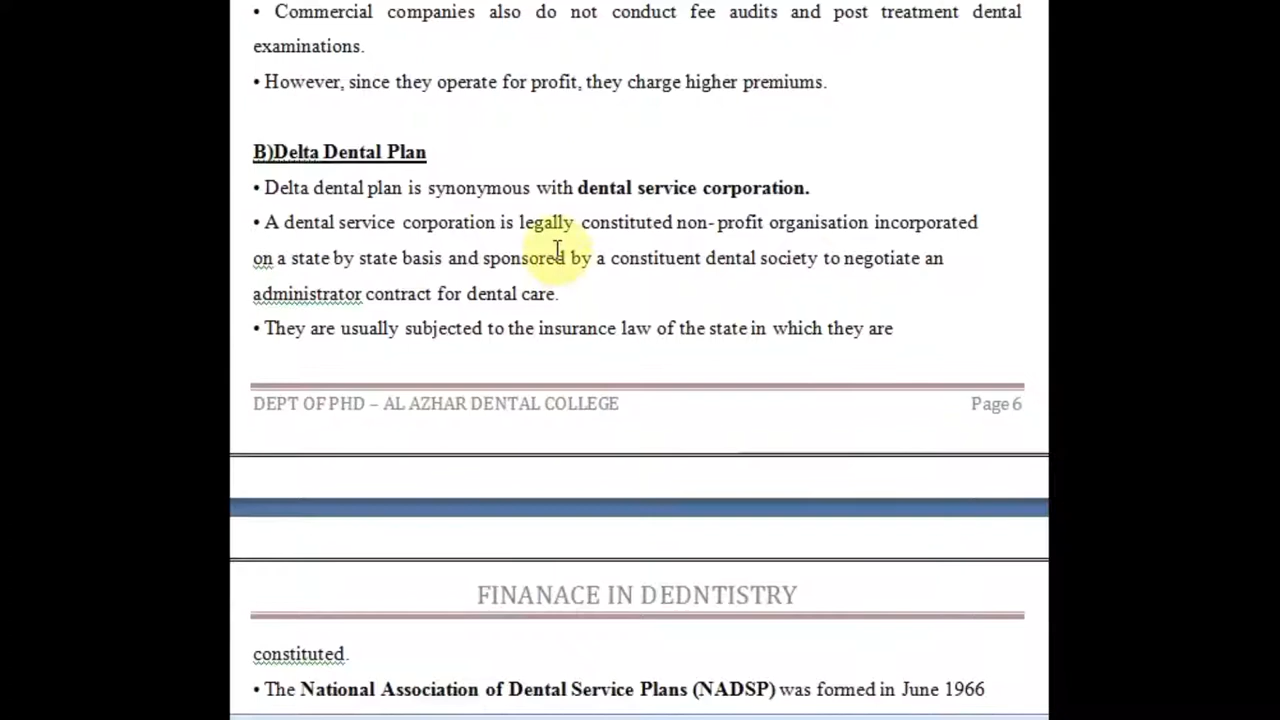 • Commercial companies also do not conduct fee audits and post treatment dental
examinations.
• However, since they operate for profit, they charge higher premiums.
B)Delta Dental Plan
• Delta dental plan is synonymous with dental service corporation.
• A dental service corporation is legally constituted non-profit organisation incorporated
on a state by state basis and sponsored by a constituent dental society to negotiate an
administrator contract for dental care.
• They are usually subjected to the insurance law of the state in which they are
DEPT OF PHD – AL AZHAR DENTAL COLLEGE Page 6
FINANACE IN DEDNTISTRY
constituted.
• The National Association of Dental Service Plans (NADSP) was formed in June 1966